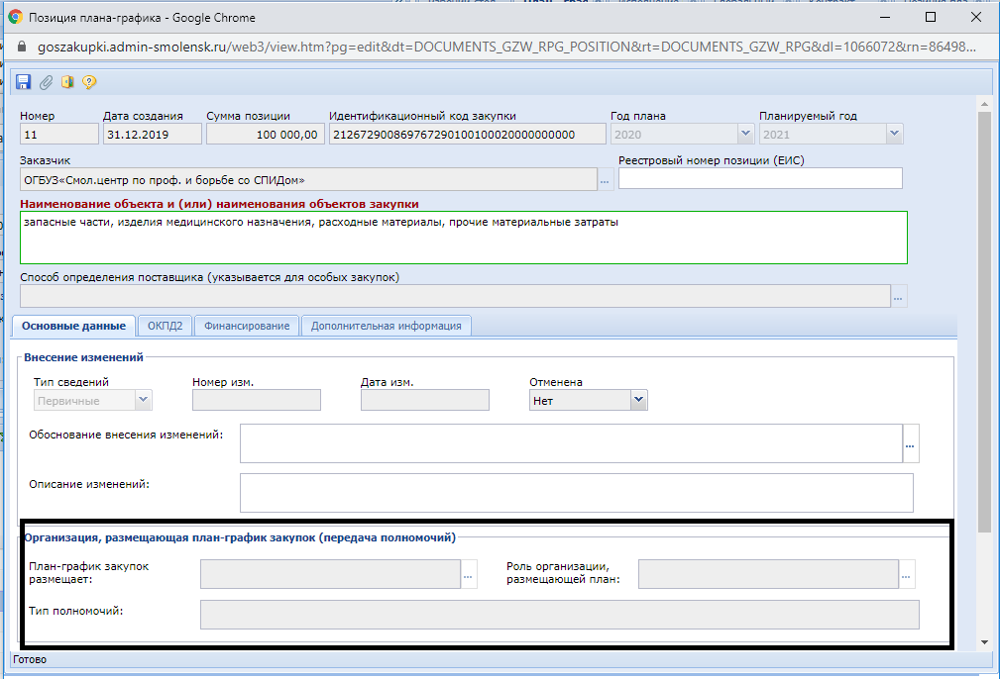 Позиция плана-графика - Google Chrome
goszakupki.admin-smolensk.ru/web3/view.htm?pg=edit&dt=DOCUMENTS_GZW_RPG_POSITION&rt=DOCUMENTS_GZW_RPG&dl=1066072&rn=86498...
Номер Дата создания Сумма позиции Идентификационный код закупки Год плана Планируемый год
11 31.12.2019 100 000,00 212672900869767290100100020000000000 2020 2021
Заказчик Реестровый номер позиции (ЕИС)
ОГБУЗ«Смол.центр по проф. и борьбе со СПИДом» ...
Наименование объекта и (или) наименования объектов закупки
запасные части, изделия медицинского назначения, расходные материалы, прочие материальные затраты
Способ определения поставщика (указывается для особых закупок)
...
Основные данные ОКПД2 Финансирование Дополнительная информация
Внесение изменений
Тип сведений Номер изм. Дата изм. Отменена
Первичные Нет
Обоснование внесения изменений: ...
Описание изменений:
Организация, размещающая план-график закупок (передача полномочий)
План-график закупок размещает: ... Роль организации, размещающей план: ...
Тип полномочий:
Готово